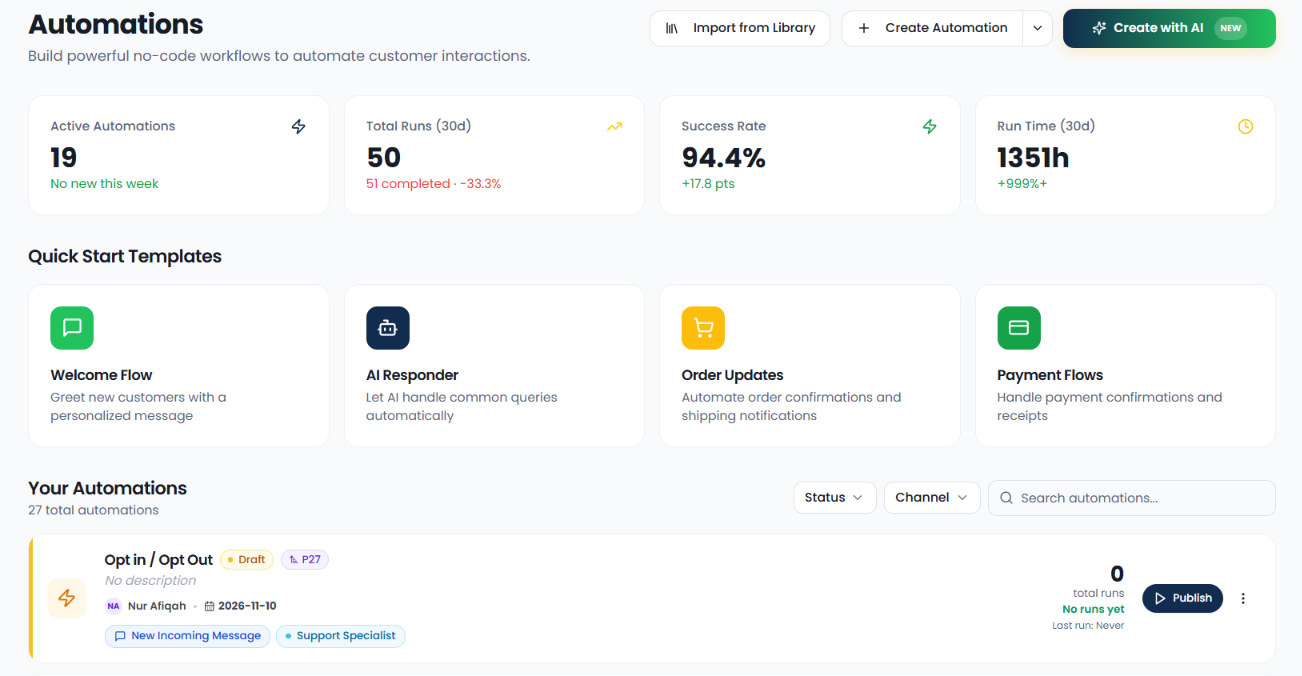 Automations
Import from Library
Create Automation
Create with AI NEW
Build powerful no-code workflows to automate customer interactions.
Active Automations
19
No new this week
Total Runs (30d)
50
51 completed · -33.3%
Success Rate
94.4%
+17.8 pts
Run Time (30d)
1351h
+999%+
Quick Start Templates
Welcome Flow
Greet new customers with a
personalized message
AI Responder
Let AI handle common queries
automatically
Order Updates
Automate order confirmations and
shipping notifications
Payment Flows
Handle payment confirmations and
receipts
Your Automations
27 total automations
Status
Channel
Search automations...
Opt in / Opt Out Draft P27
No description
NA Nur Afiqah 2026-11-10
New Incoming Message Support Specialist
0
total runs
No runs yet
Last run: Never
Publish